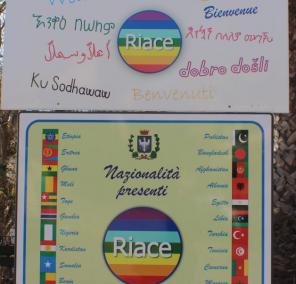 Bienvenue
Riace
أهلا وسهلا
dobro došli
Ku Sodhawaw
Benvenuti
Nazionalità
presenti
Riace
Etiopia
Eritrea
Ghana
Mali
Togo
Gambia
Nigeria
Kurdistan
Somalia
Benin
Pakistan
Bangladesh
Afghanistan
Albania
Egitto
Libia
Turchia
Tunisia
Camerun